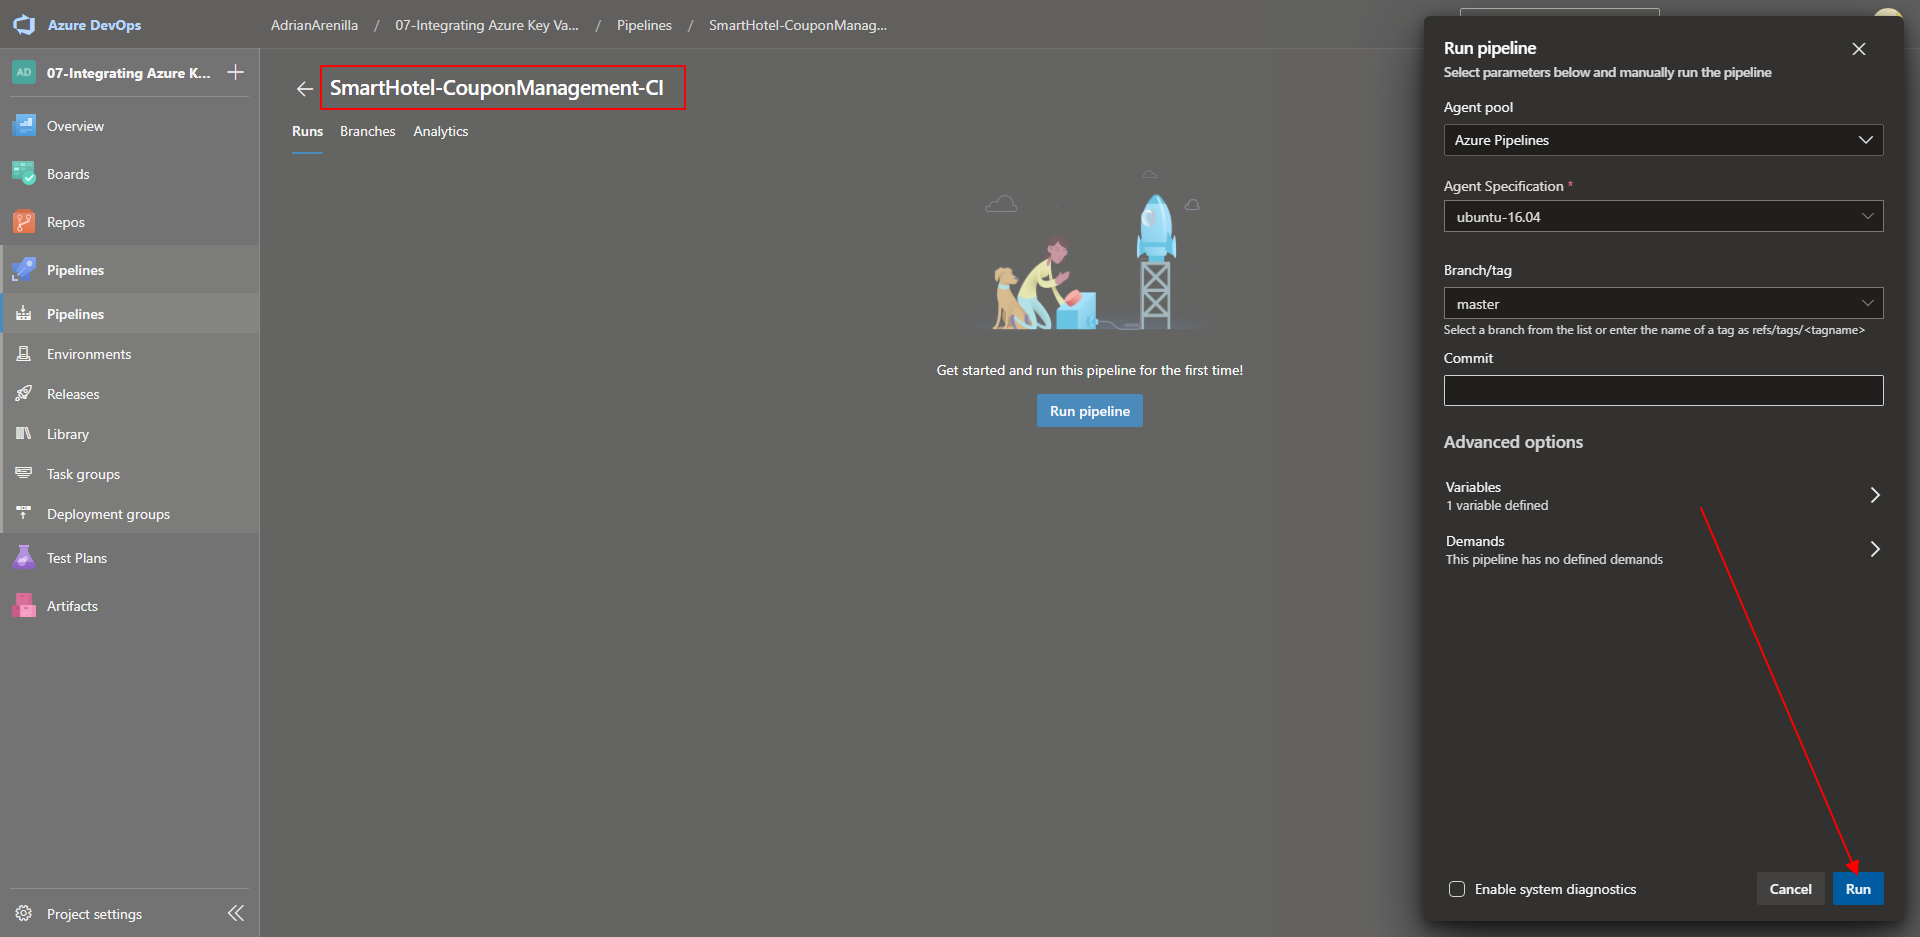 Azure DevOps
AdrianArenilla / 07-Integrating Azure Key Va... / Pipelines / SmartHotel-CouponManag...
AD 07-Integrating Azure K...
Overview
Boards
Repos
Pipelines
Pipelines
Environments
Releases
Library
Task groups
Deployment groups
Test Plans
Artifacts
Project settings
SmartHotel-CouponManagement-CI
Runs Branches Analytics
Get started and run this pipeline for the first time!
Run pipeline
Run pipeline
Select parameters below and manually run the pipeline
Agent pool
Azure Pipelines
Agent Specification *
ubuntu-16.04
Branch/tag
master
Select a branch from the list or enter the name of a tag as refs/tags/<tagname>
Commit
Advanced options
Variables
1 variable defined
Demands
This pipeline has no defined demands
Enable system diagnostics
Cancel
Run